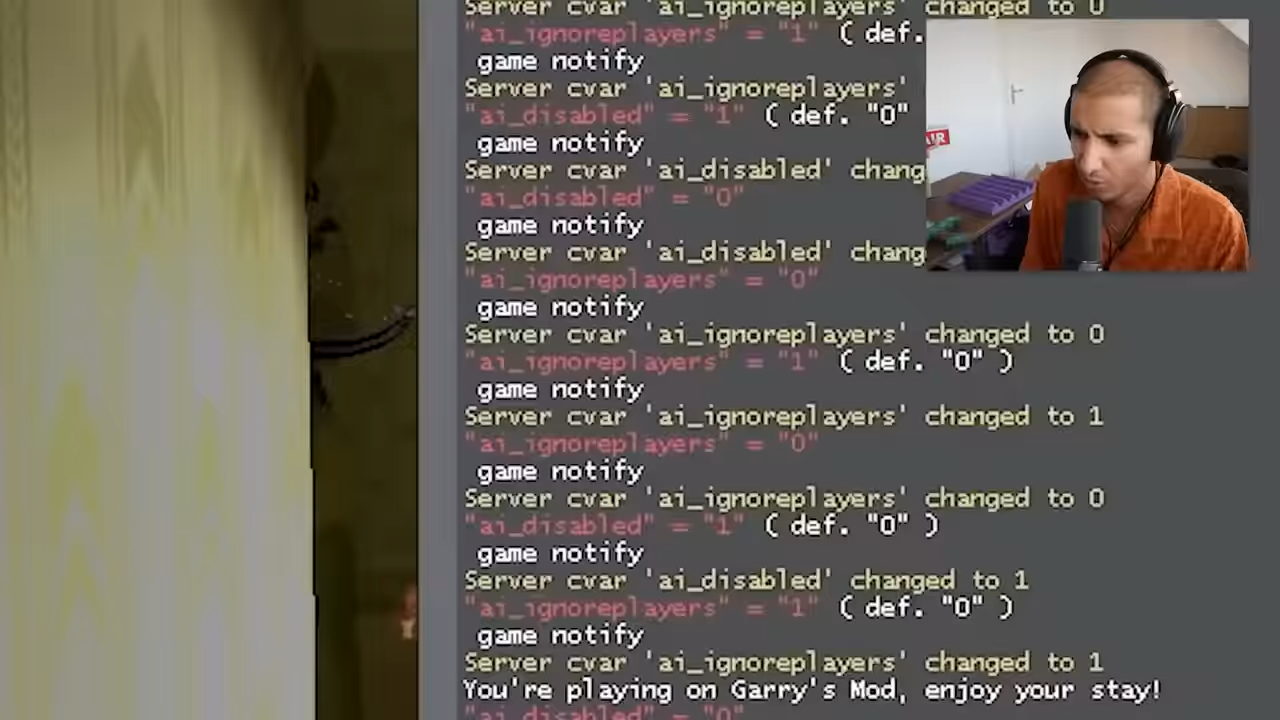 Server cvar 'ai_ignoreplayers' changed to 0
"ai_ignoreplayers" = "1" ( def.
game notify
Server cvar 'ai_ignoreplayers'
"ai_disabled" = "1" ( def. "0"
game notify
Server cvar 'ai_disabled' chang
"ai_disabled" = "0"
game notify
Server cvar 'ai_disabled' chang
"ai_ignoreplayers" = "0"
game notify
Server cvar 'ai_ignoreplayers' changed to 0
"ai_ignoreplayers" = "1" ( def. "0" )
game notify
Server cvar 'ai_ignoreplayers' changed to 1
"ai_ignoreplayers" = "0"
game notify
Server cvar 'ai_ignoreplayers' changed to 0
"ai_disabled" = "1" ( def. "0" )
game notify
Server cvar 'ai_disabled' changed to 1
"ai_ignoreplayers" = "1" ( def. "0" )
game notify
Server cvar 'ai_ignoreplayers' changed to 1
You're playing on Garry's Mod, enjoy your stay!
"ai_disabled" = "0"
AIR